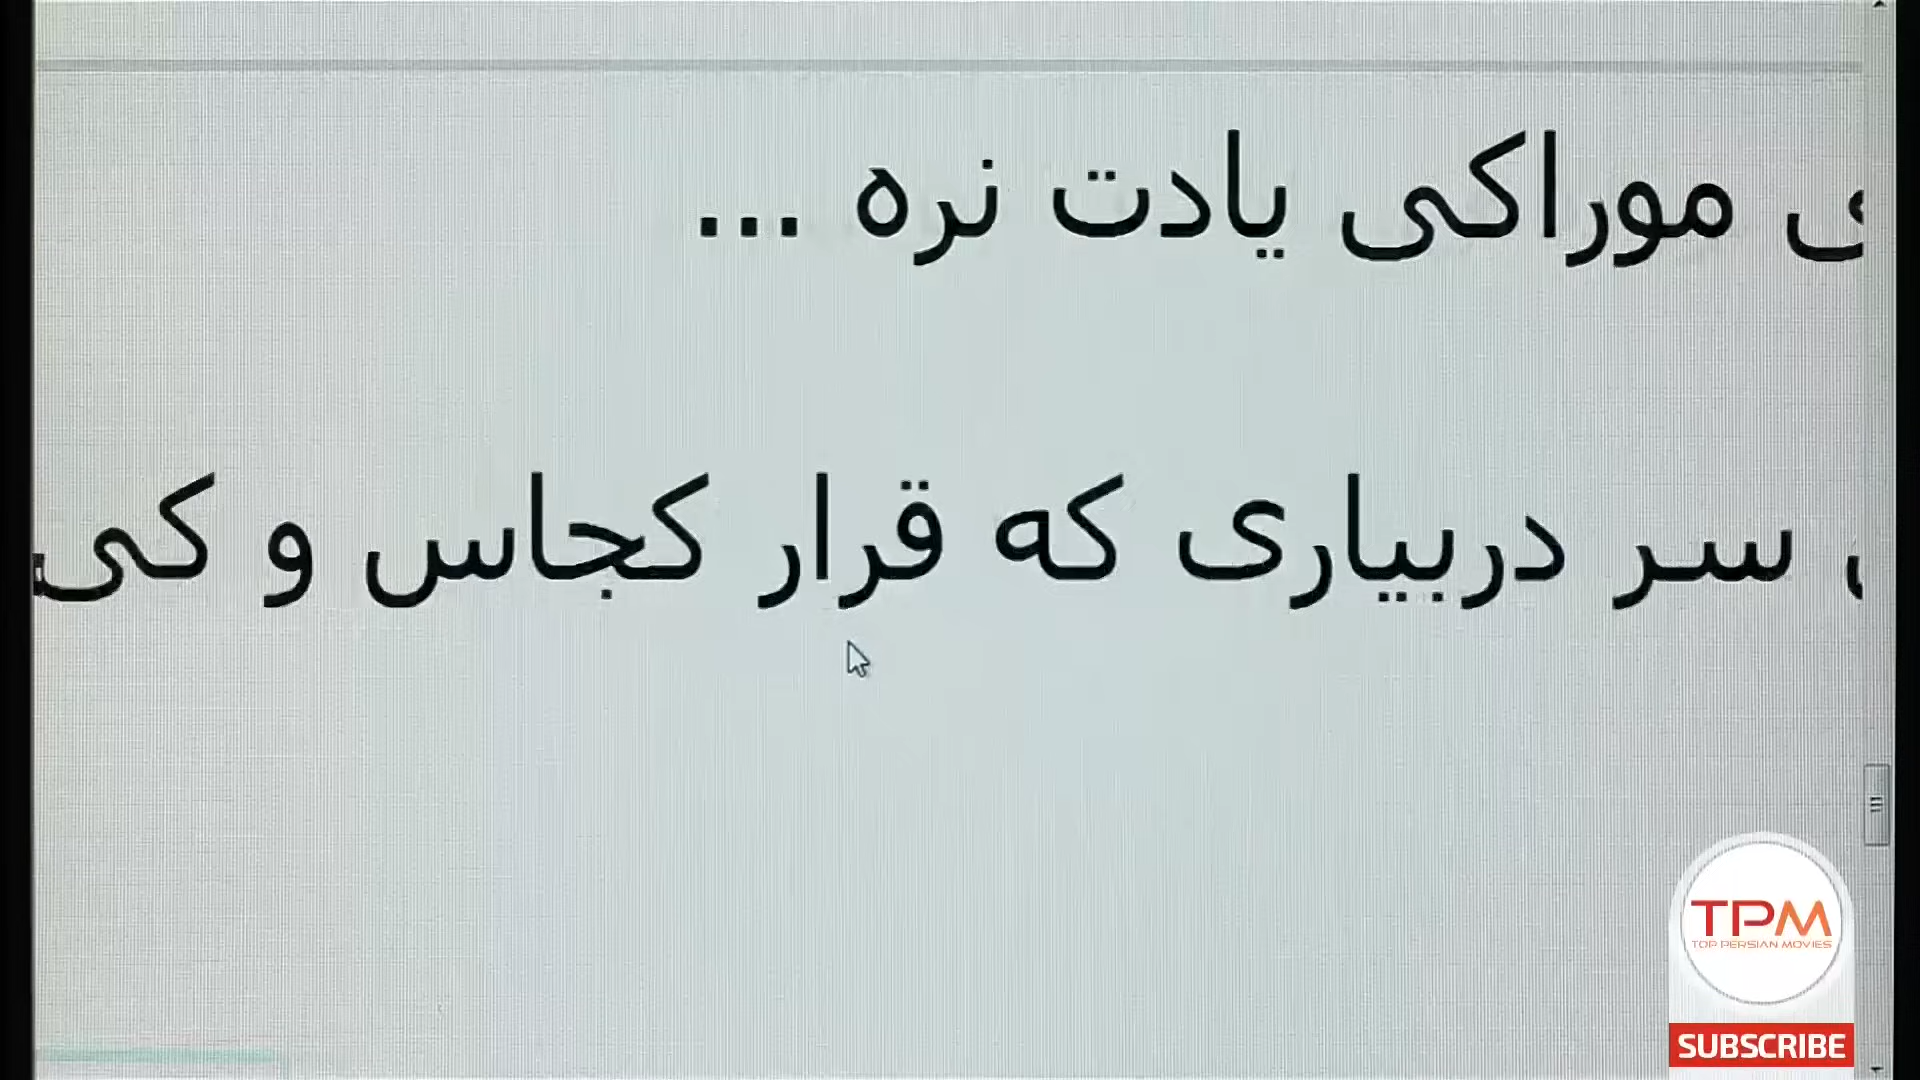 موراکی یادت نره ...
سر دربیاری که قرار کجاس و کی
TPM
TOP PERSIAN MOVIES
SUBSCRIBE